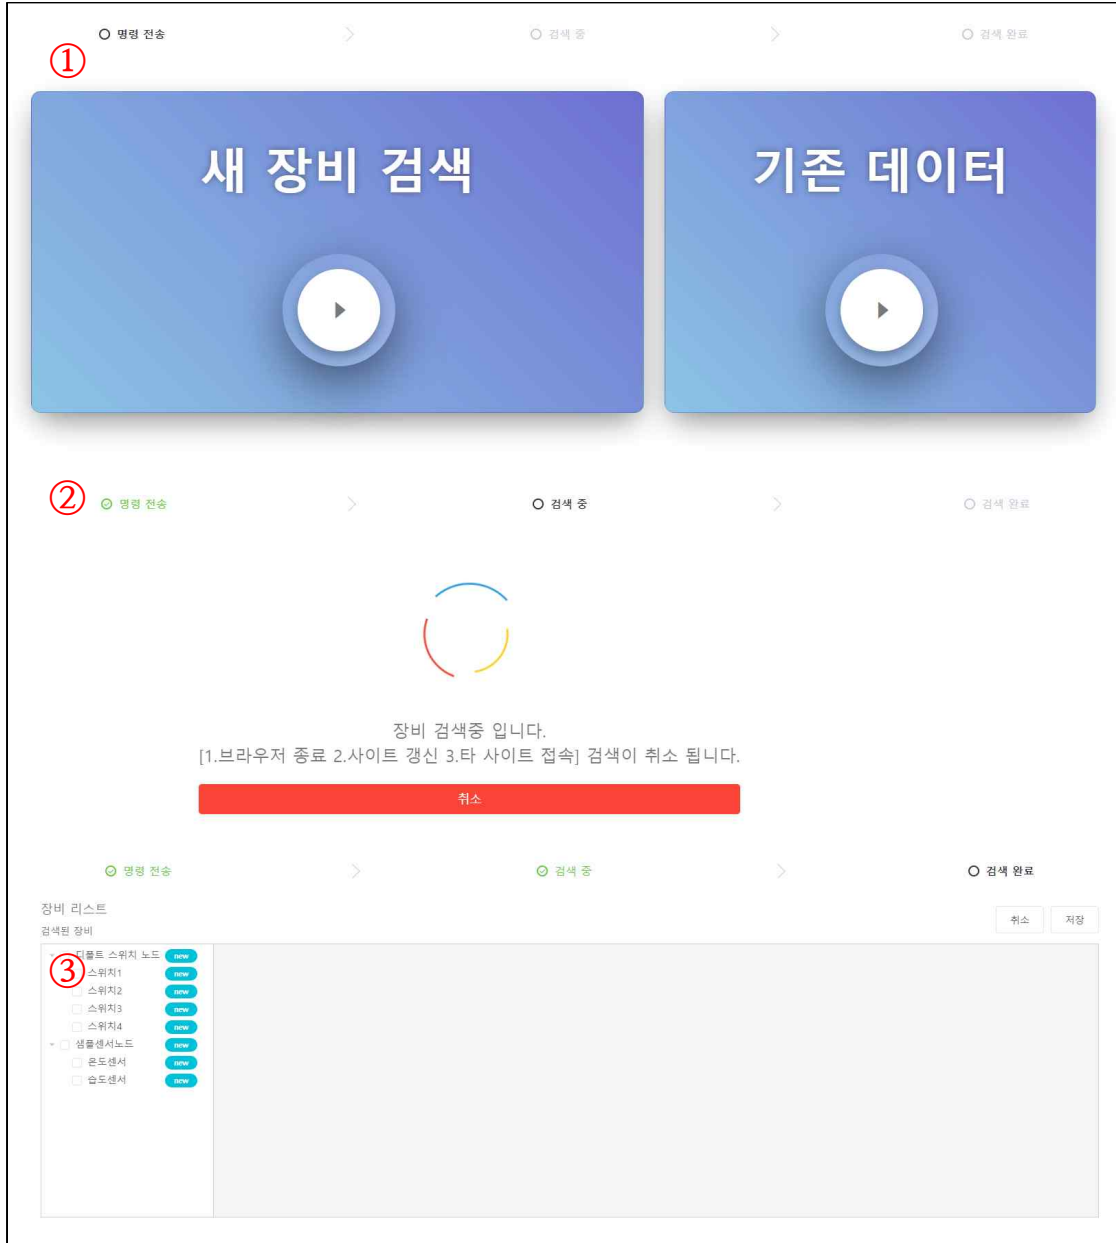 명령 전송 검색 중 검색 완료
①
새 장비 검색 기존 데이터
② 명령 전송 검색 중 검색 완료
장비 검색중 입니다.
[1.브라우저 종료 2.사이트 갱신 3.타 사이트 접속] 검색이 취소 됩니다.
취소
명령 전송 검색 중 검색 완료
장비 리스트
취소 저장
검색된 장비
디폴트 스위치 노드 new
③ 스위치1 new
스위치2 new
스위치3 new
스위치4 new
샘플센서노드 new
온도센서 new
습도센서 new